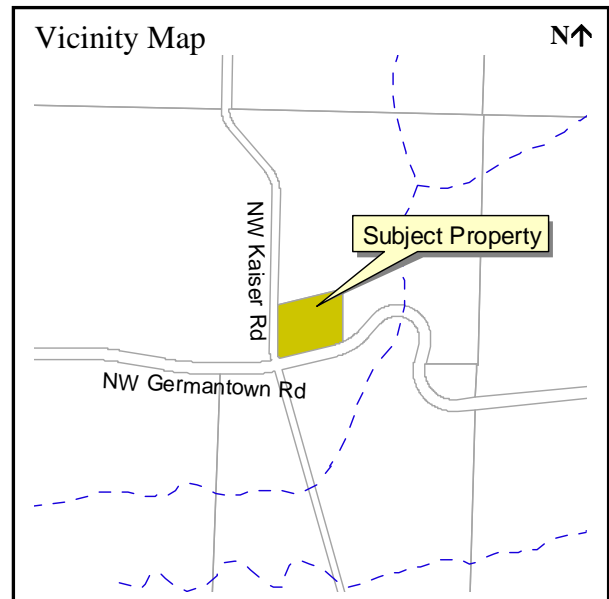 Vicinity Map
N↑
NW Kaiser Rd
Subject Property
NW Germantown Rd